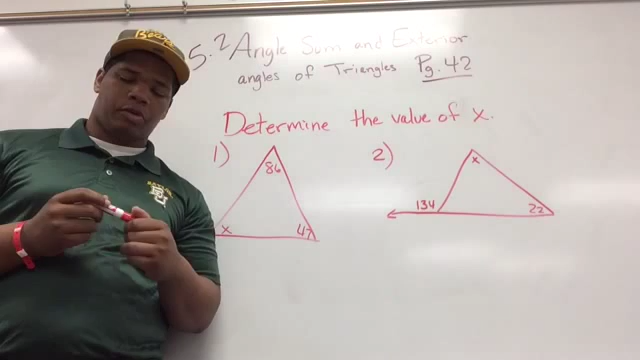 5.2 Angle Sum and Exterior
angles of Triangles Pg. 42
Determine the value of x.
1)
2)
86
x
47
x
134
22
BU